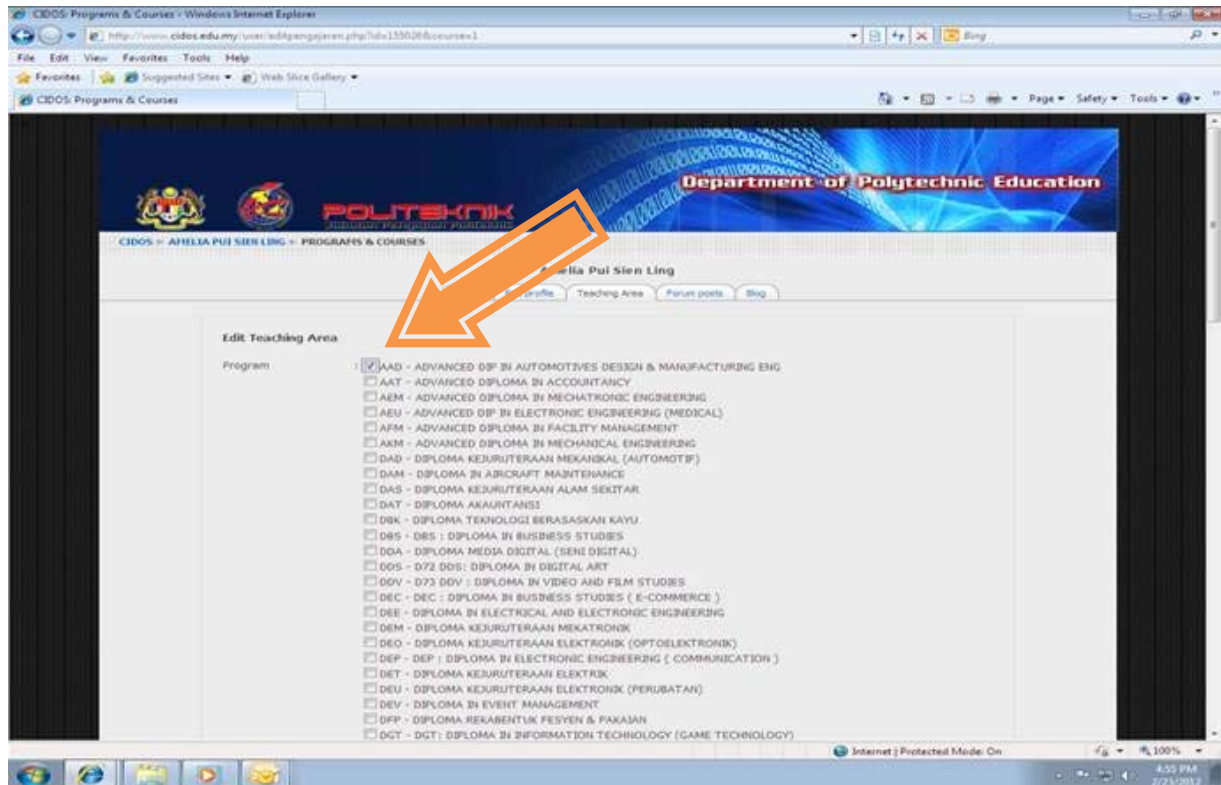 CIDOS: Programs & Courses - Windows Internet Explorer
Bing
File Edit View Favorites Tools Help
Favorites Suggested Sites Web Slice Gallery
CIDOS: Programs & Courses
Page Safety Tools
Department of Polytechnic Education
POLITEKNIK
CIDOS AMELIA PUI SIEN LING PROGRAMS & COURSES
Pui Sien Ling
Teaching Area Forum posts Blog
Edit Teaching Area
Program : AAD - ADVANCED DIP IN AUTOMOTIVES DESIGN & MANUFACTURING ENG
AAT - ADVANCED DIPLOMA IN ACCOUNTANCY
AEM - ADVANCED DIPLOMA IN MECHATRONIC ENGINEERING
AEU - ADVANCED DIP IN ELECTRONIC ENGINEERING (MEDICAL)
AFM - ADVANCED DIPLOMA IN FACILITY MANAGEMENT
AKM - ADVANCED DIPLOMA IN MECHANICAL ENGINEERING
DAD - DIPLOMA KEJURUTERAAN MEKANIKAL (AUTOMOTIF)
DAM - DIPLOMA IN AIRCRAFT MAINTENANCE
DAS - DIPLOMA KEJURUTERAAN ALAM SEKITAR
DAT - DIPLOMA AKAUNTANSI
DBK - DIPLOMA TEKNOLOGI BERASASKAN KAYU
DBS - DBS : DIPLOMA IN BUSINESS STUDIES
DDA - DIPLOMA MEDIA DIGITAL (SENI DIGITAL)
DDS - D72 DDS: DIPLOMA IN DIGITAL ART
DDV - D73 DDV : DIPLOMA IN VIDEO AND FILM STUDIES
DEC - DEC : DIPLOMA IN BUSINESS STUDIES ( E-COMMERCE )
DEE - DIPLOMA IN ELECTRICAL AND ELECTRONIC ENGINEERING
DEM - DIPLOMA KEJURUTERAAN MEKATRONIK
DEO - DIPLOMA KEJURUTERAAN ELEKTRONIK (OPTOELEKTRONIK)
DEP - DEP : DIPLOMA IN ELECTRONIC ENGINEERING ( COMMUNICATION )
DET - DIPLOMA KEJURUTERAAN ELEKTRIK
DEU - DIPLOMA KEJURUTERAAN ELEKTRONIK (PERUBATAN)
DEV - DIPLOMA IN EVENT MANAGEMENT
DFP - DIPLOMA REKABENTUK FESYEN & PAKAIAN
DGT - DGT: DIPLOMA IN INFORMATION TECHNOLOGY (GAME TECHNOLOGY)
Internet | Protected Mode: On 100%
4:55 PM
2/23/2012